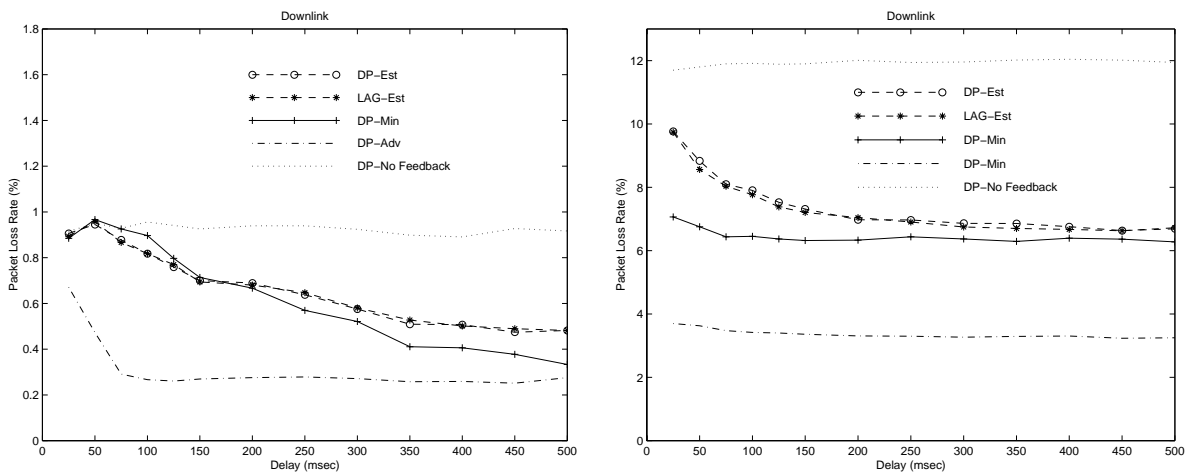 Downlink
1.8
1.6
1.4
1.2
1
0.8
0.6
0.4
0.2
0
Packet Loss Rate (%)
DP−Est
LAG−Est
DP−Min
DP−Adv
DP−No Feedback
0 50 100 150 200 250 300 350 400 450 500
Delay (msec)
Downlink
12
10
8
6
4
2
0
Packet Loss Rate (%)
DP−Est
LAG−Est
DP−Min
DP−Min
DP−No Feedback
0 50 100 150 200 250 300 350 400 450 500
Delay (msec)